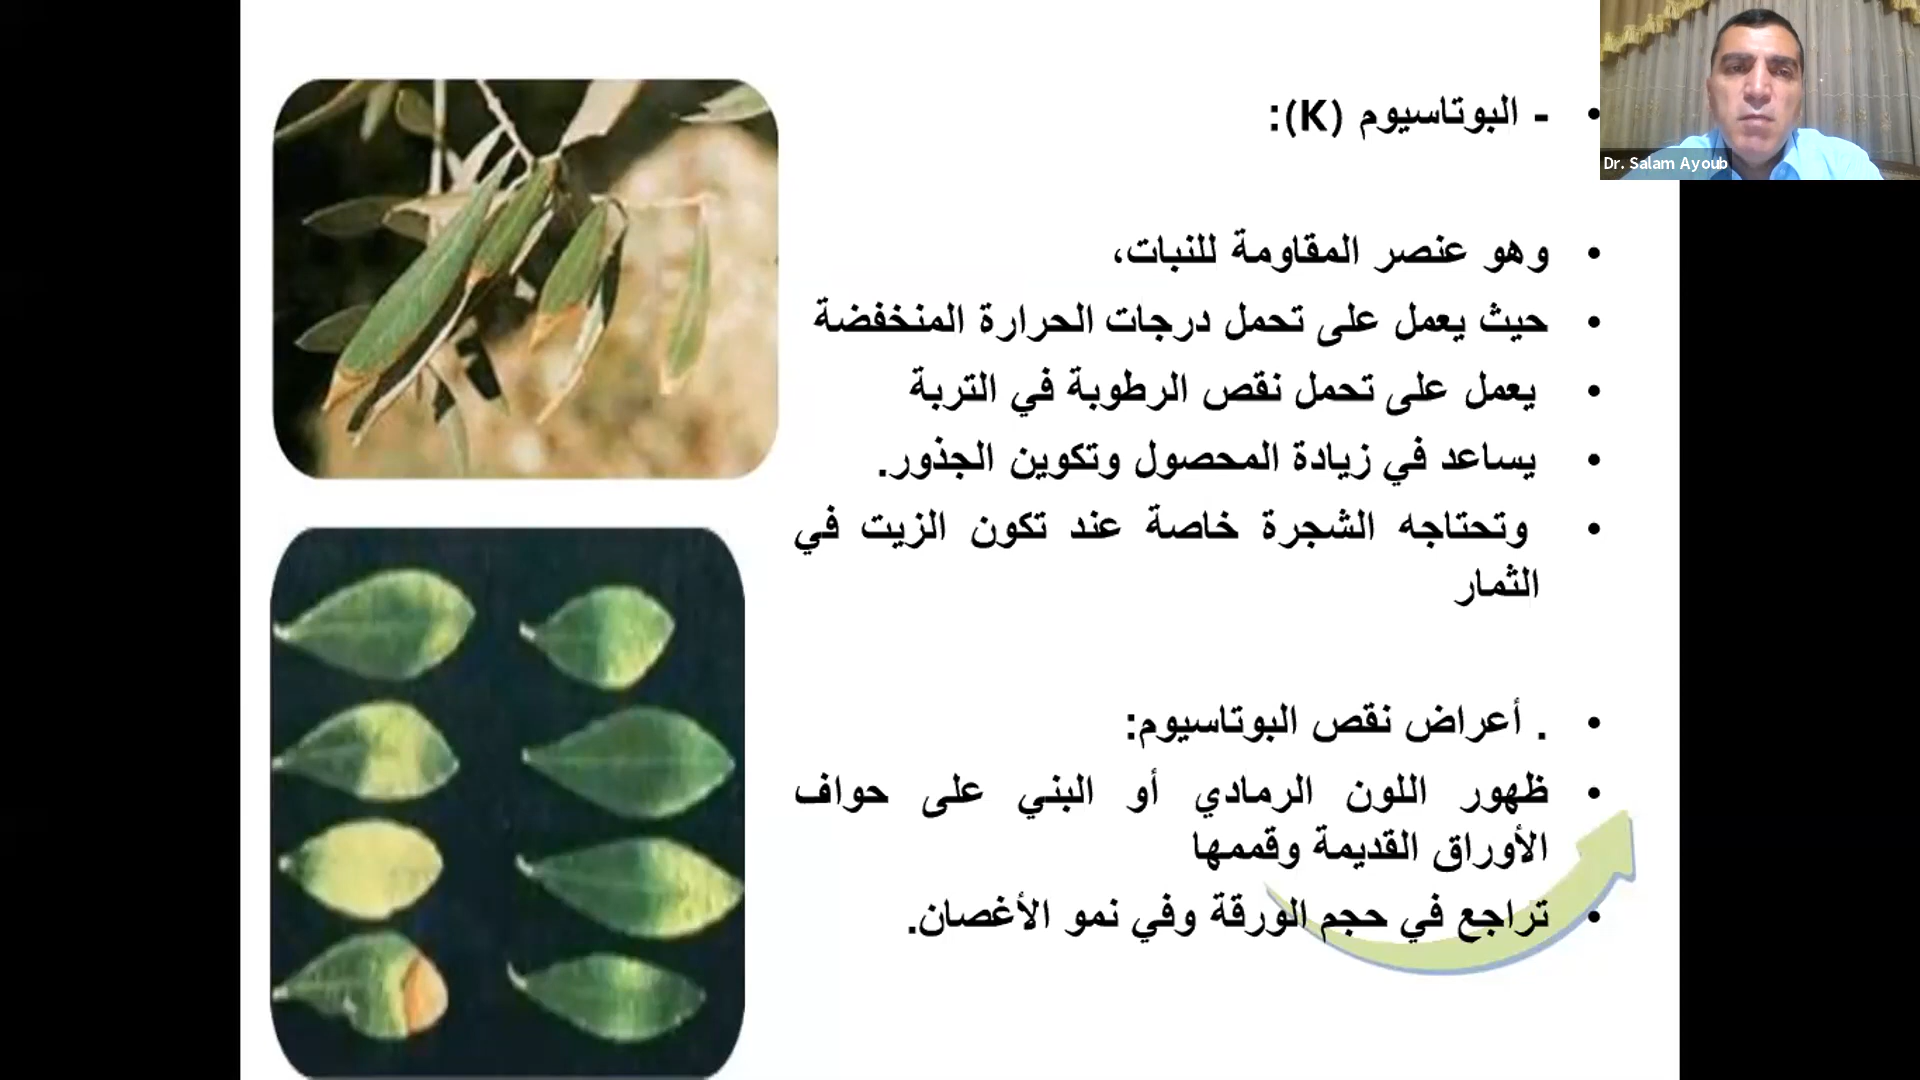 - البوتاسيوم (K):
Dr. Salam Ayoub
• وهو عنصر المقاومة للنبات،
• حيث يعمل على تحمل درجات الحرارة المنخفضة
• يعمل على تحمل نقص الرطوبة في التربة
• يساعد في زيادة المحصول وتكوين الجذور.
• وتحتاجه الشجرة خاصة عند تكون الزيت في
الثمار
• . أعراض نقص البوتاسيوم:
• ظهور اللون الرمادي أو البني على حواف
الأوراق القديمة وقممها
• تراجع في حجم الورقة وفي نمو الأغصان.